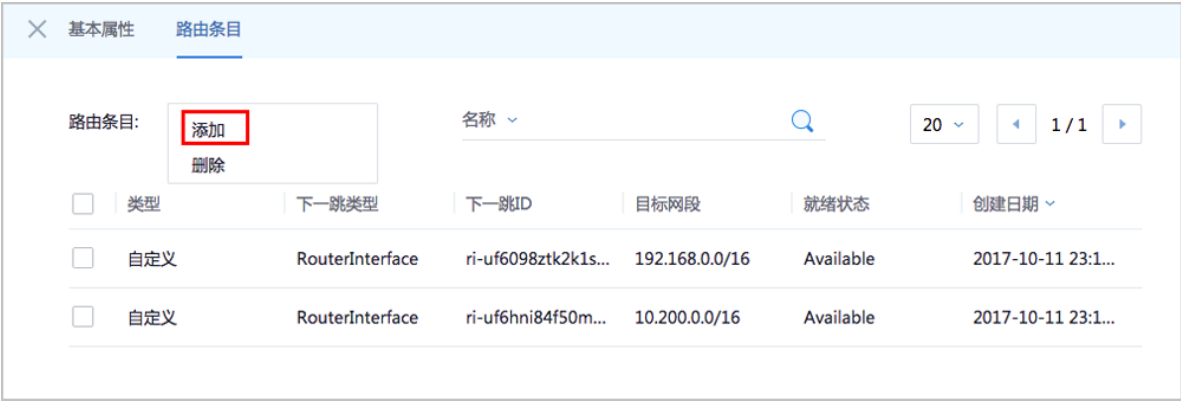 基本属性 路由条目
路由条目: 添加 名称 20 1 / 1
删除
类型 下一跳类型 下一跳ID 目标网段 就绪状态 创建日期
自定义 RouterInterface ri-uf6098ztk2k1s... 192.168.0.0/16 Available 2017-10-11 23:1...
自定义 RouterInterface ri-uf6hni84f50m... 10.200.0.0/16 Available 2017-10-11 23:1...